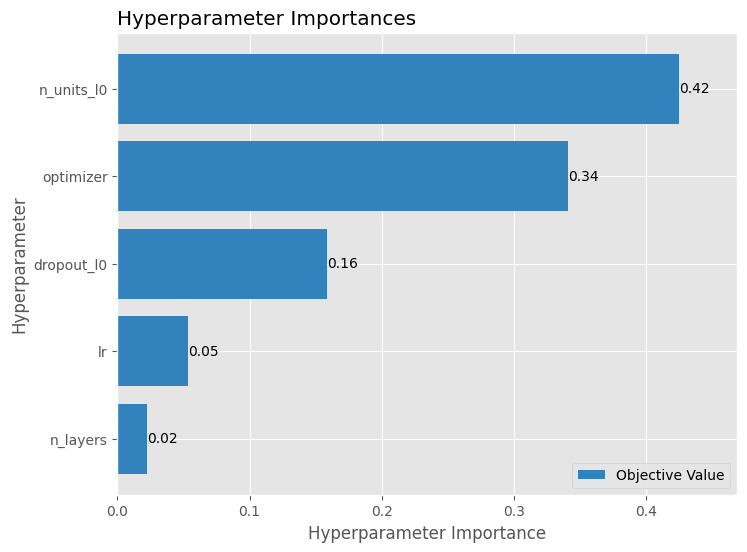 Hyperparameter Importances
n_units_l0
0.42
optimizer
0.34
dropout_l0
0.16
lr
0.05
n_layers
0.02
Hyperparameter
Objective Value
0.0 0.1 0.2 0.3 0.4
Hyperparameter Importance